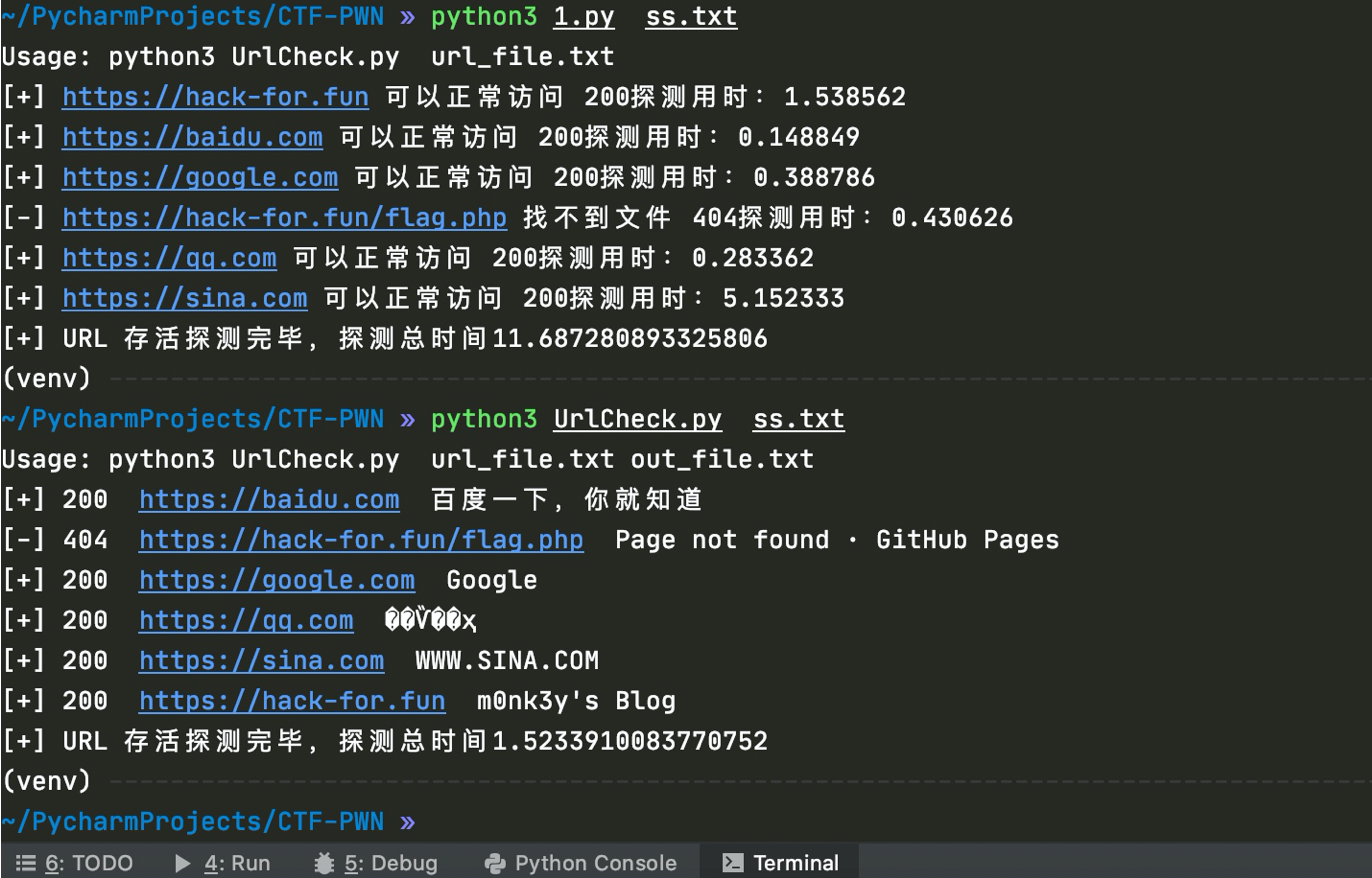 ~/PycharmProjects/CTF-PWN » python3 1.py  ss.txt
Usage: python3 UrlCheck.py  url_file.txt
[+] https://hack-for.fun 可以正常访问 200探测用时：1.538562
[+] https://baidu.com 可以正常访问 200探测用时：0.148849
[+] https://google.com 可以正常访问 200探测用时：0.388786
[-] https://hack-for.fun/flag.php 找不到文件 404探测用时：0.430626
[+] https://qq.com 可以正常访问 200探测用时：0.283362
[+] https://sina.com 可以正常访问 200探测用时：5.152333
[+] URL 存活探测完毕，探测总时间11.687280893325806
(venv)
~/PycharmProjects/CTF-PWN » python3 UrlCheck.py  ss.txt
Usage: python3 UrlCheck.py  url_file.txt out_file.txt
[+] 200  https://baidu.com  百度一下，你就知道
[-] 404  https://hack-for.fun/flag.php  Page not found · GitHub Pages
[+] 200  https://google.com  Google
[+] 200  https://qq.com
[+] 200  https://sina.com  WWW.SINA.COM
[+] 200  https://hack-for.fun  m0nk3y's Blog
[+] URL 存活探测完毕，探测总时间1.5233910083770752
(venv)
~/PycharmProjects/CTF-PWN »
6: TODO  4: Run  5: Debug  Python Console  Terminal